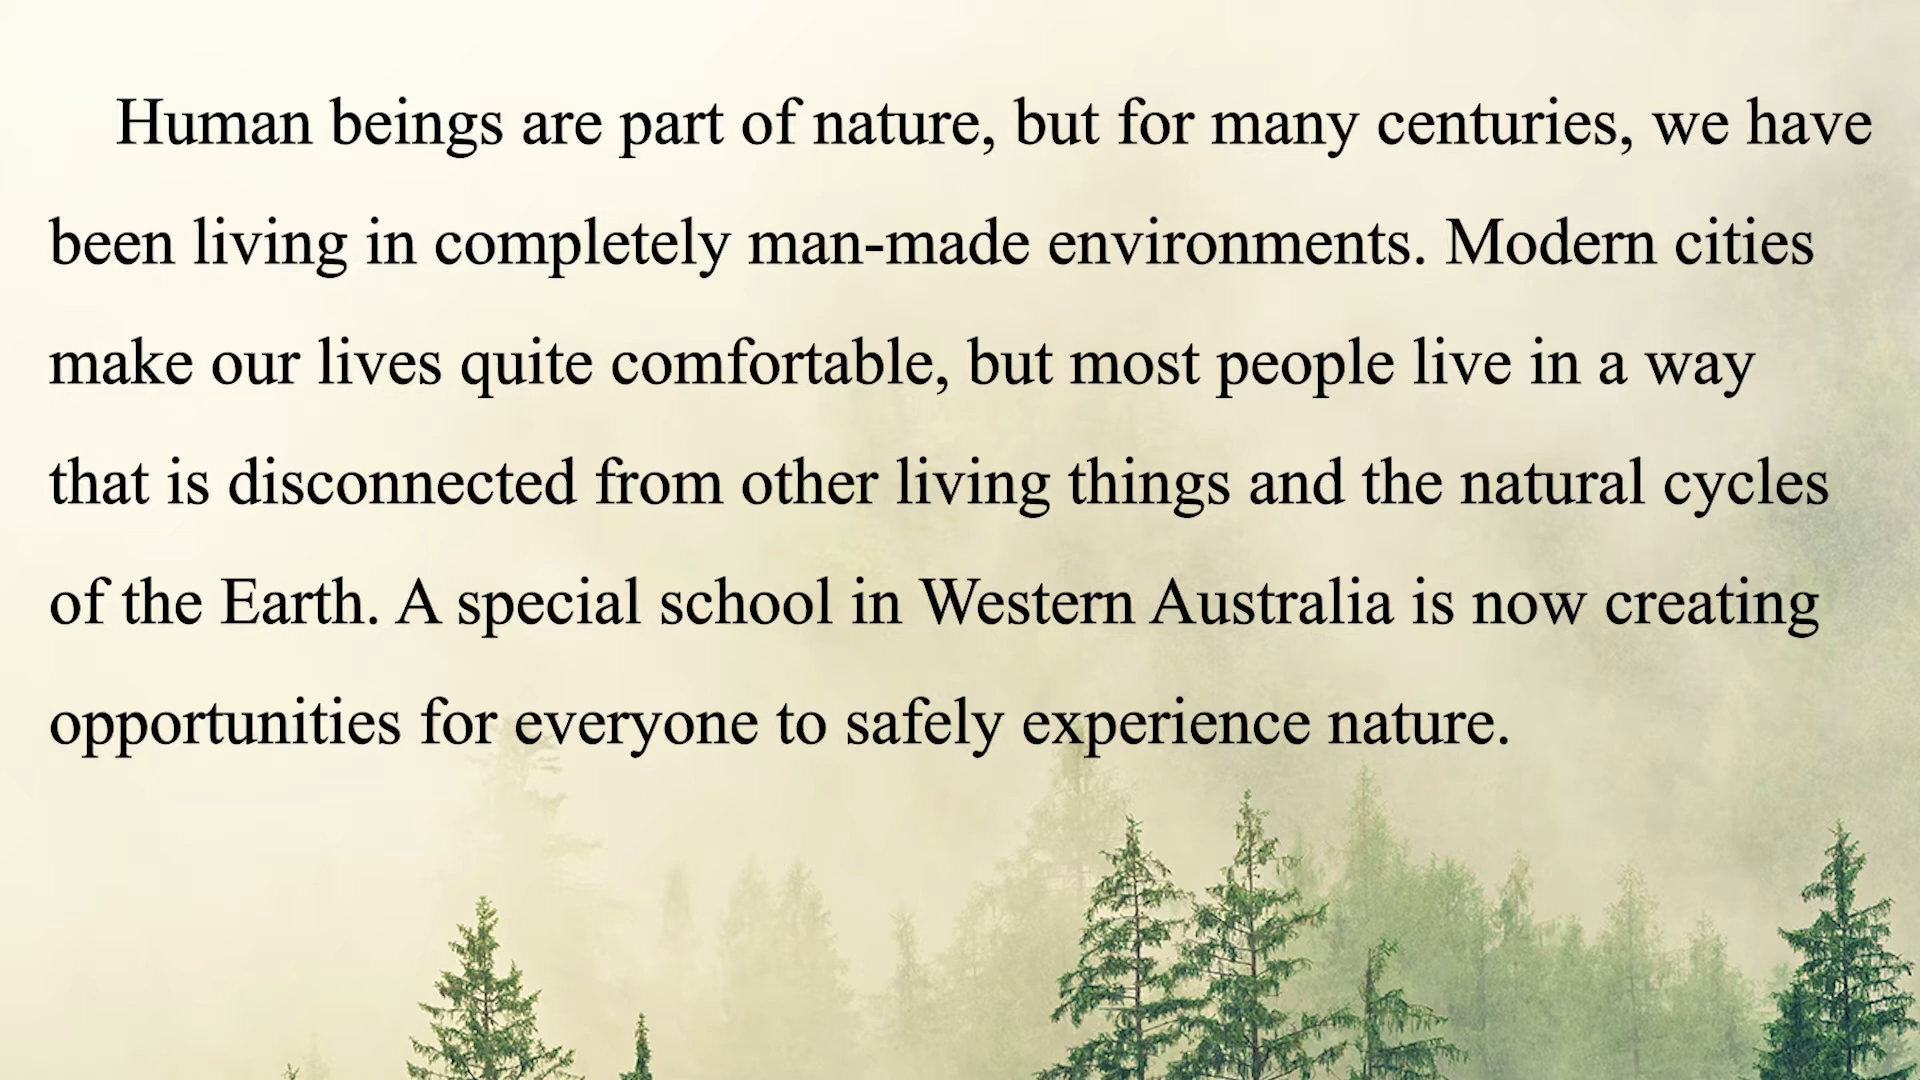 Human beings are part of nature, but for many centuries, we have
been living in completely man-made environments. Modern cities
make our lives quite comfortable, but most people live in a way
that is disconnected from other living things and the natural cycles
of the Earth. A special school in Western Australia is now creating
opportunities for everyone to safely experience nature.